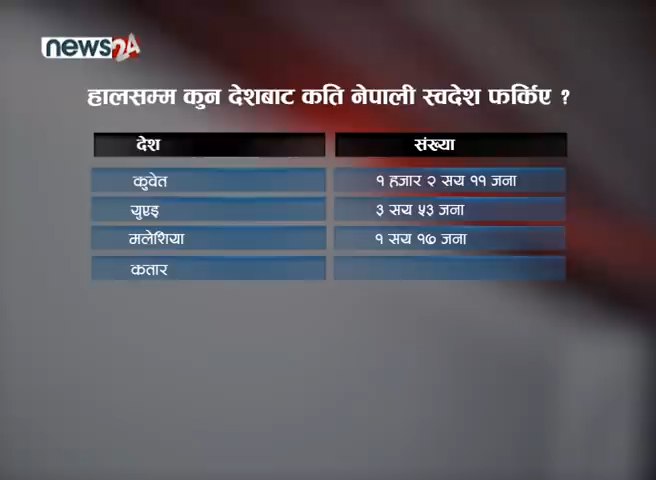 news24
हालसम्म कुन देशबाट कति नेपाली स्वदेश फर्किए ?
देश संख्या
कुवेत १ हजार २ सय ११ जना
युएइ ३ सय ५३ जना
मलेशिया १ सय १७ जना
कतार